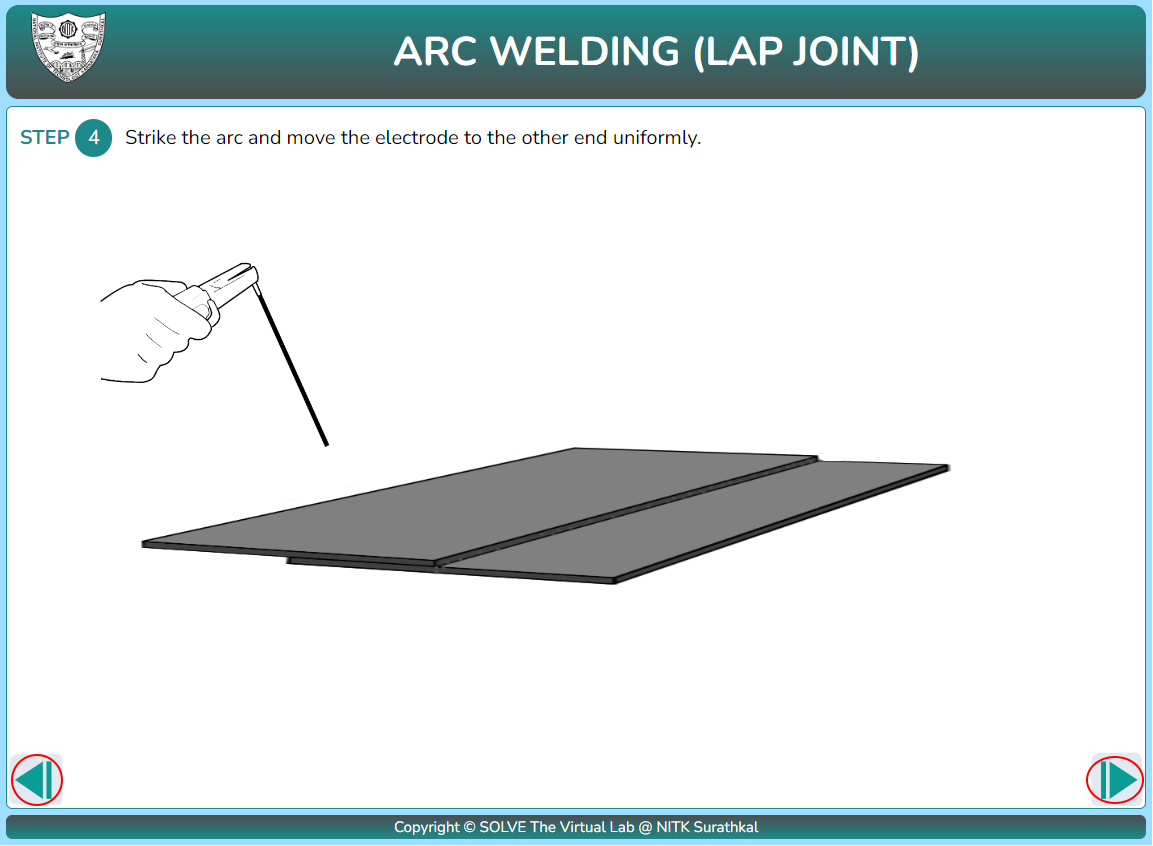 ARC WELDING (LAP JOINT)
STEP 4 Strike the arc and move the electrode to the other end uniformly.
Copyright © SOLVE The Virtual Lab @ NITK Surathkal